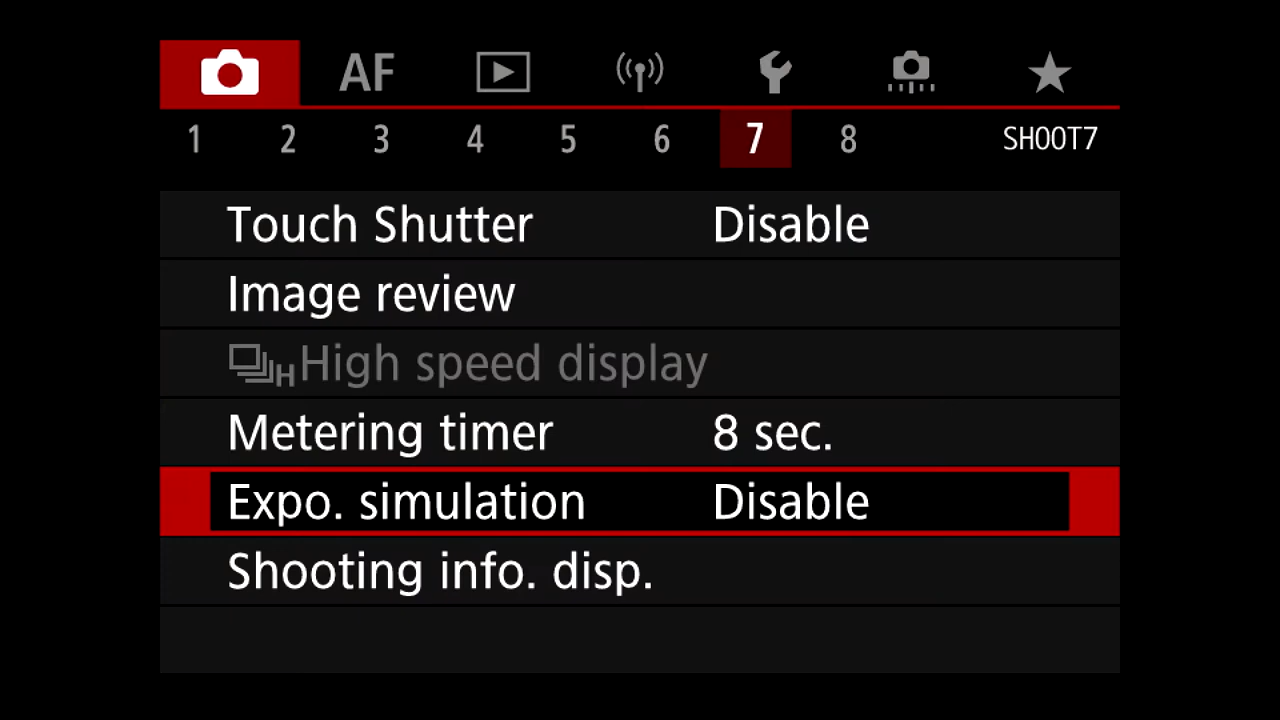 AF
1 2 3 4 5 6 7 8 SHOOT7
Touch Shutter Disable
Image review
H High speed display
Metering timer 8 sec.
Expo. simulation Disable
Shooting info. disp.